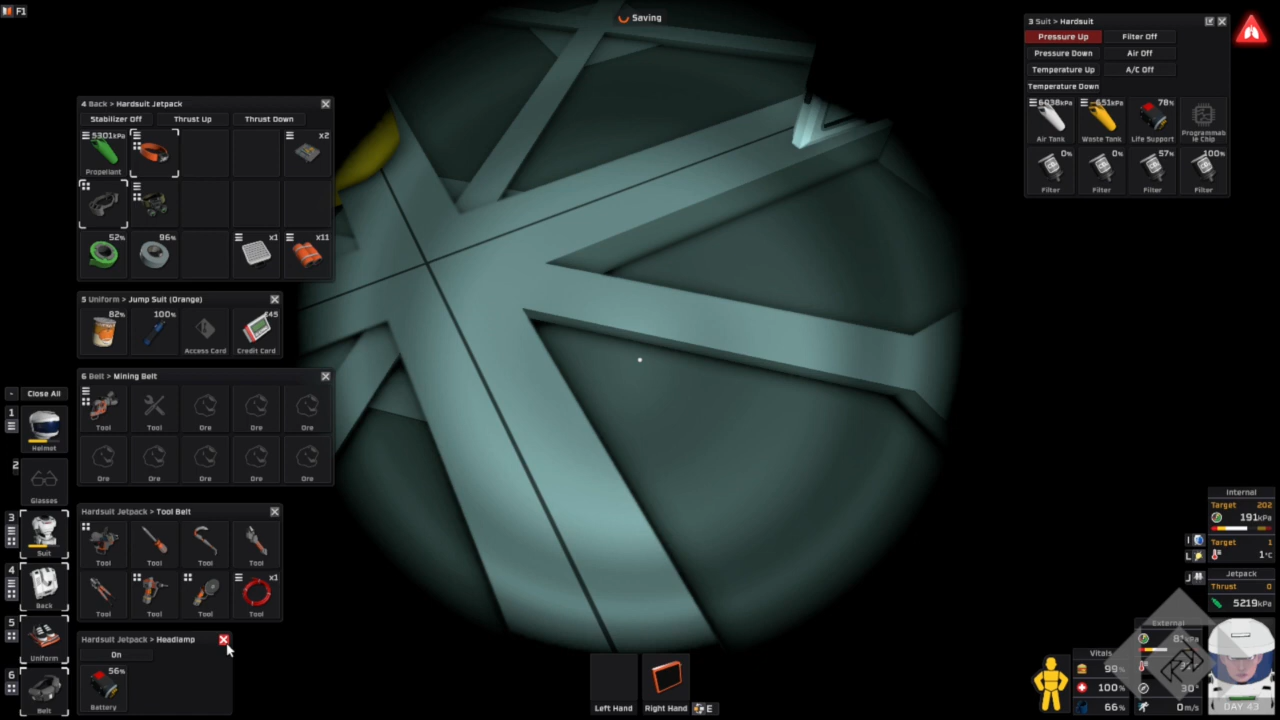 F1
Saving
4 Back > Hardsuit Jetpack
Stabilizer Off Thrust Up Thrust Down
5301kPa x2
Propellant
52% 96% x1 x11
5 Uniform > Jump Suit (Orange)
82% 100%
Access Card Credit Card
6 Belt > Mining Belt
Tool Tool Ore Ore Ore
Ore Ore Ore Ore Ore
- Close All
1
Helmet
2
Glasses
3
Suit
4
Back
5
Uniform
6
Belt
Hardsuit Jetpack > Tool Belt
Tool Tool Tool Tool
x1
Tool Tool Tool Tool
Hardsuit Jetpack > Headlamp
On
56%
Battery
Left Hand Right Hand E
3 Suit > Hardsuit
Pressure Up Filter Off
Pressure Down Air Off
Temperature Up A/C Off
Temperature Down
651kPa 78%
Air Tank Waste Tank Life Support Programmable Chip
0% 0% 57% 100%
Filter Filter Filter Filter
Internal
Target 202
191kPa
Target 1
1°C
I
L
J
Jetpack
Thrust 0
5219kPa
External
Vitals
99%
100% 30°
66% 0m/s
DAY 43